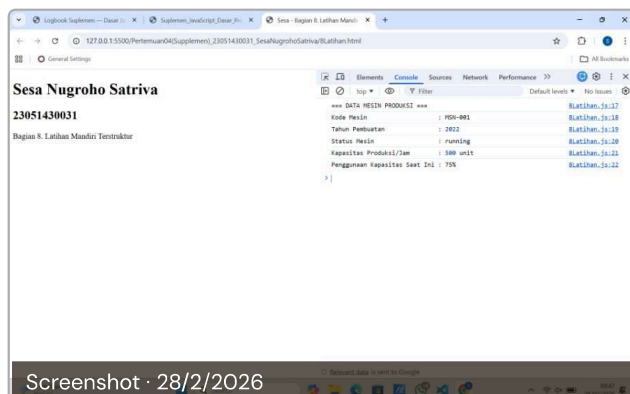 Logbook Suplemen — Dasar Ja
Suplemen_JavaScript_Dasar_Pro
Sesa - Bagian 8. Latihan Mandiri
127.0.0.1:5500/Pertemuan04(Supplemen)_23051430031_SesaNugrohoSatriva/8Latihan.html
General Settings
All Bookmarks
Sesa Nugroho Satriva
23051430031
Bagian 8. Latihan Mandiri Terstruktur
Elements Console Sources Network Performance
top Filter Default levels No Issues
=== DATA MESIN PRODUKSI === 8Latihan.js:17
Kode Mesin : MSN-001 8Latihan.js:18
Tahun Pembuatan : 2022 8Latihan.js:19
Status Mesin : running 8Latihan.js:20
Kapasitas Produksi/Jam : 500 unit 8Latihan.js:21
Penggunaan Kapasitas Saat Ini : 75% 8Latihan.js:22
Relevant data is sent to Google
Screenshot · 28/2/2026